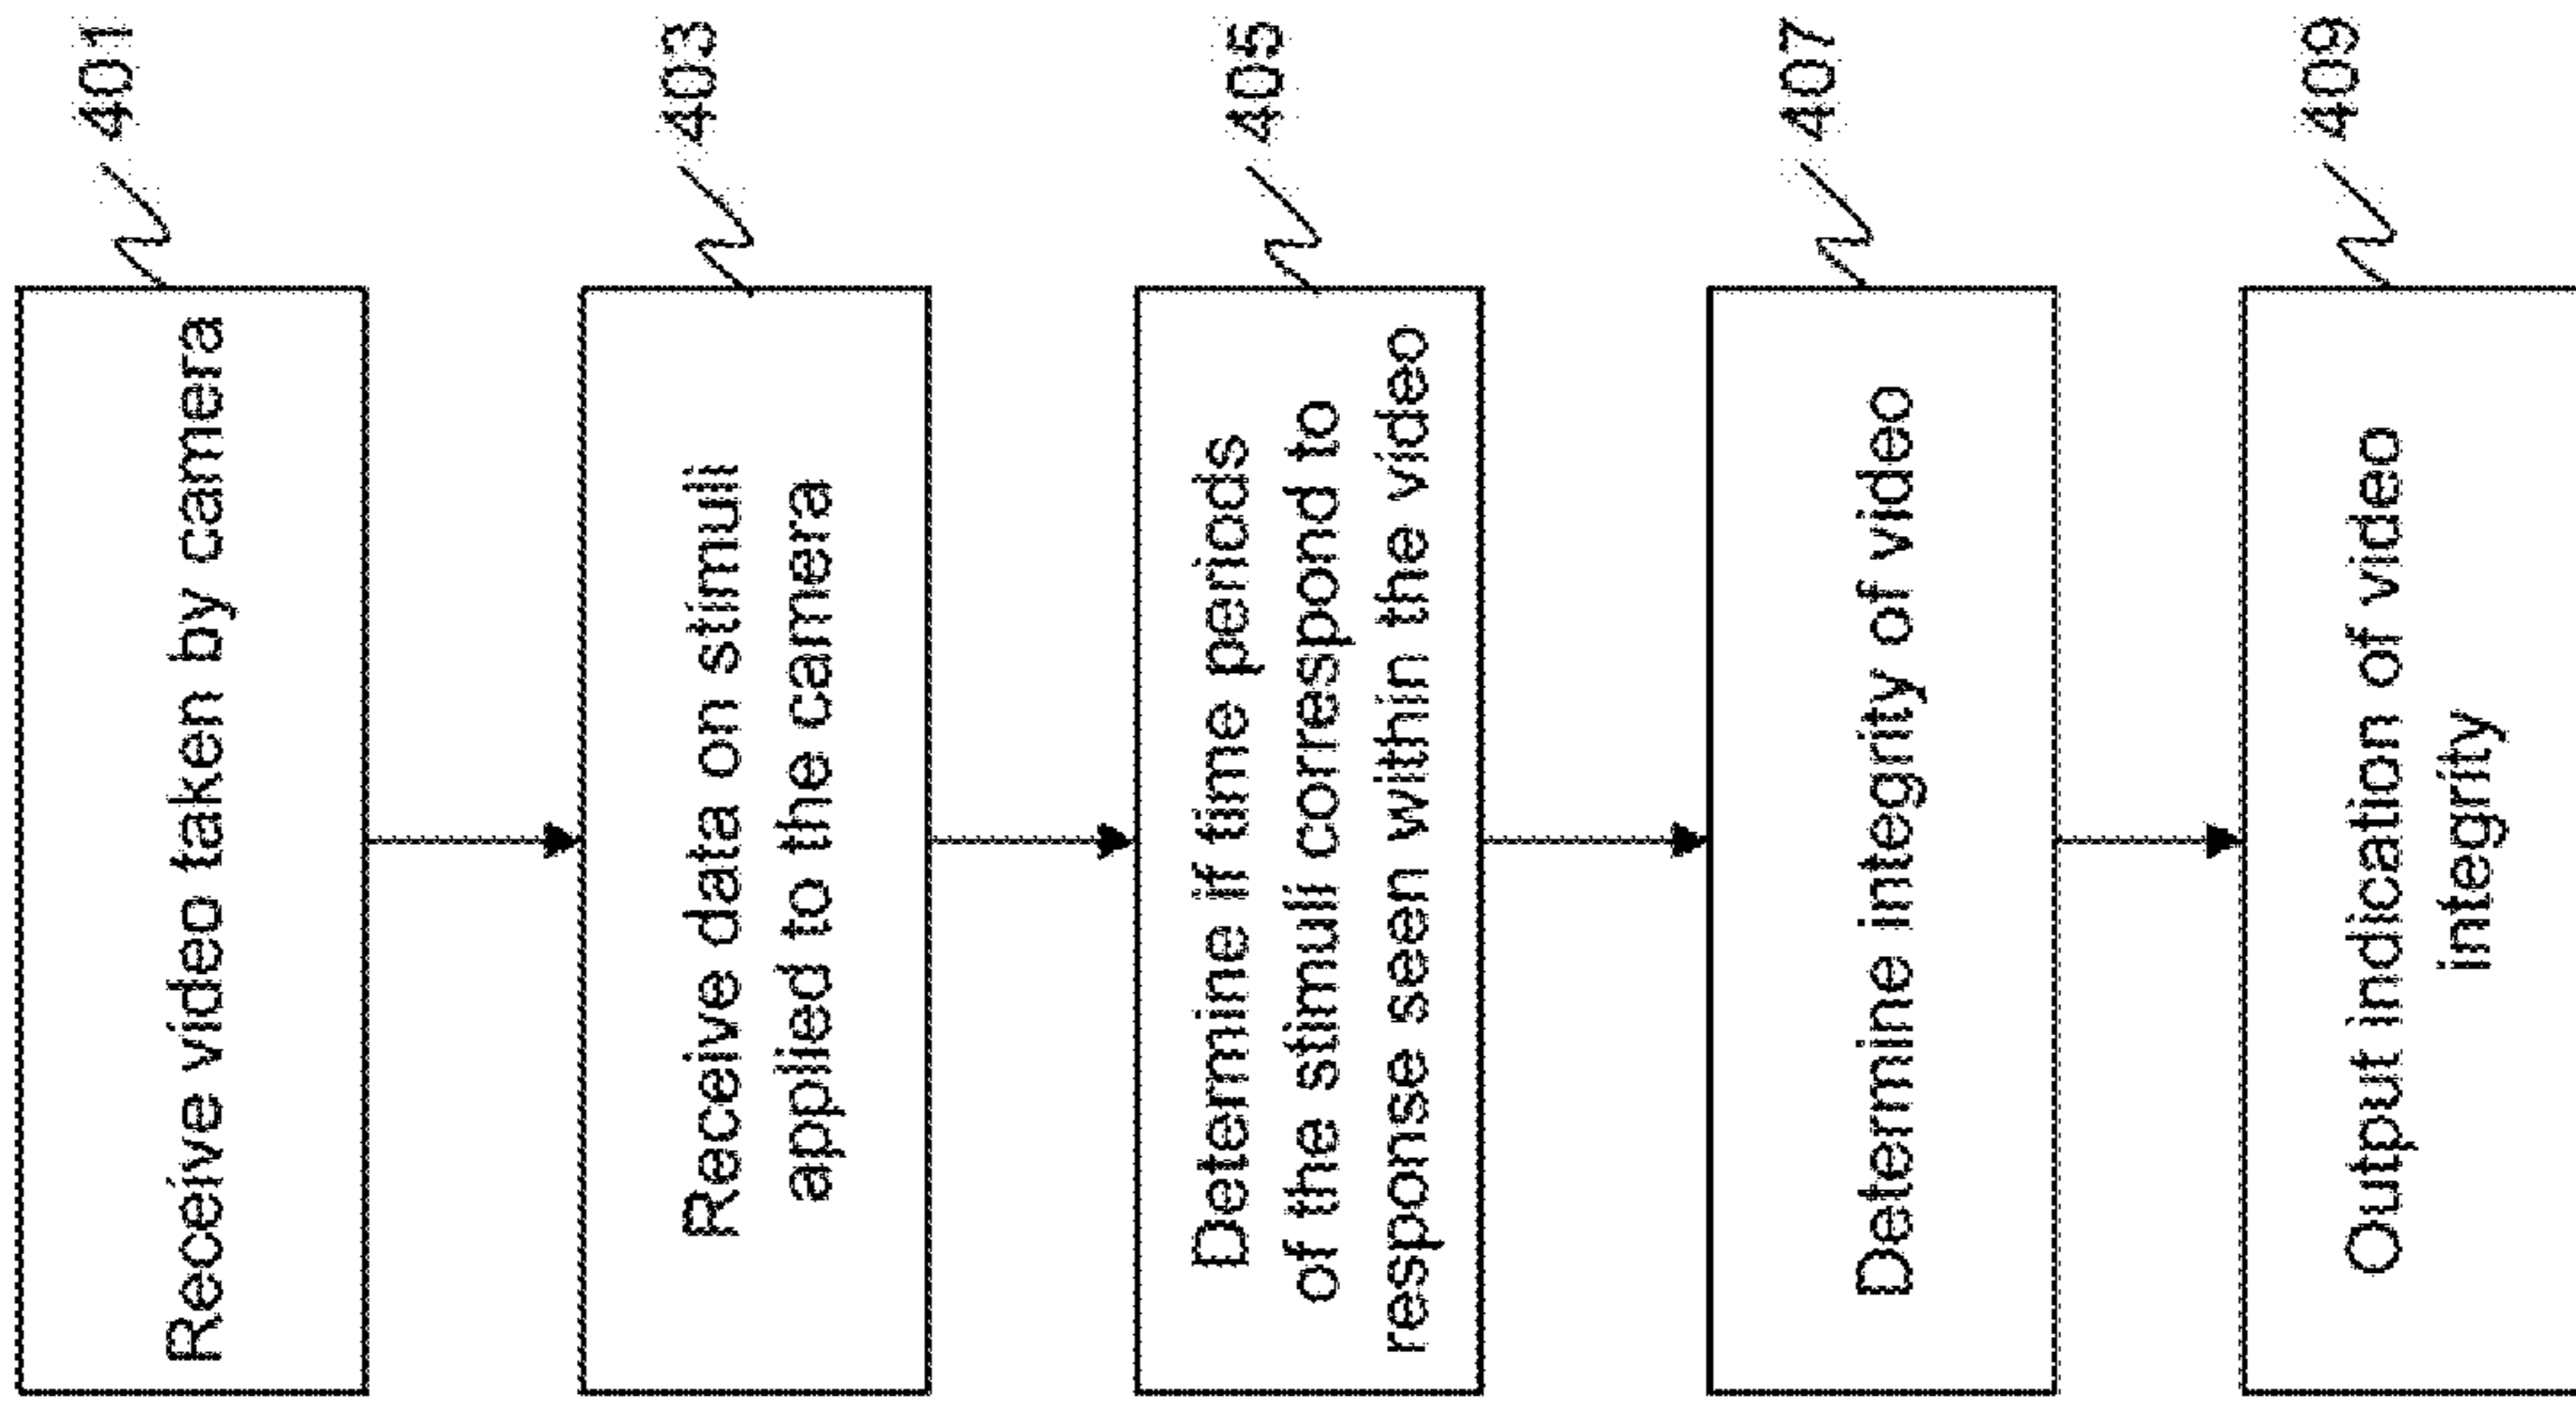 Receive video taken by camera
401
Receive data on stimuli
applied to the camera
403
Determine if time periods
of the stimuli correspond to
response seen within the video
405
Determine integrity of video
407
Output indication of video
integrity
409